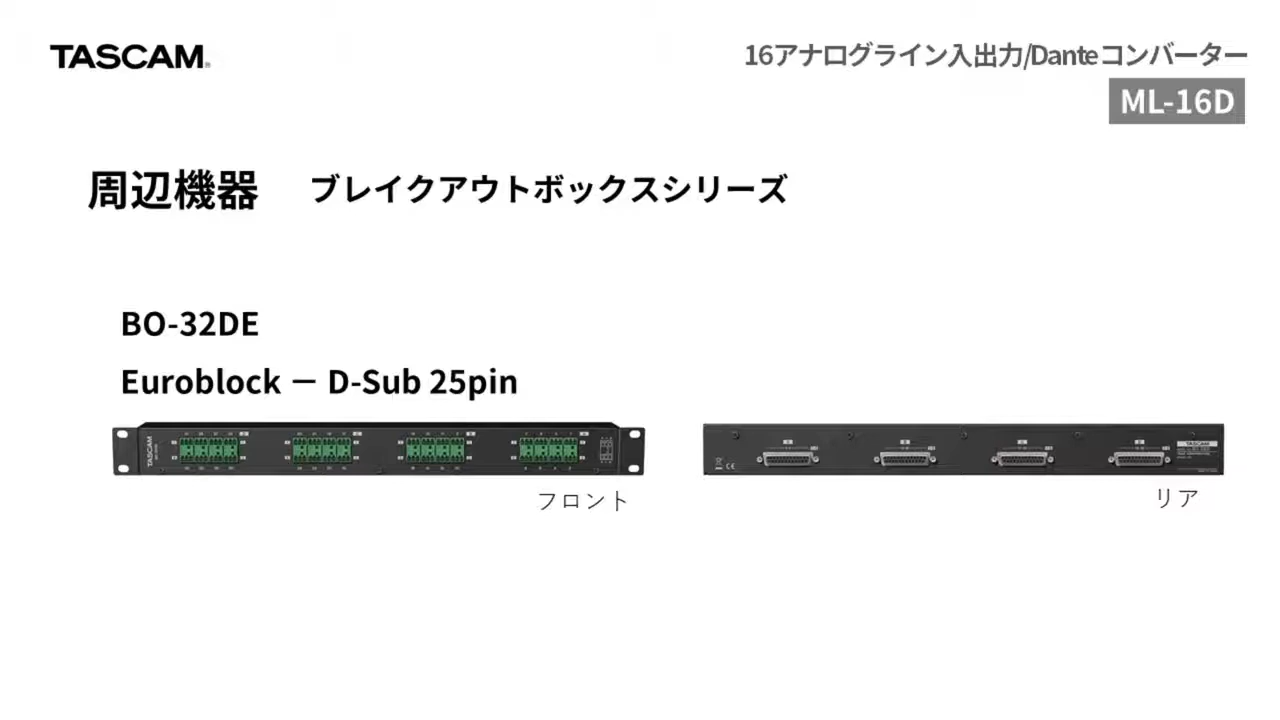 TASCAM
16アナログライン入出力/Danteコンバーター
ML-16D
周辺機器 ブレイクアウトボックスシリーズ
BO-32DE
Euroblock − D-Sub 25pin
TASCAM
TASCAM
フロント
リア